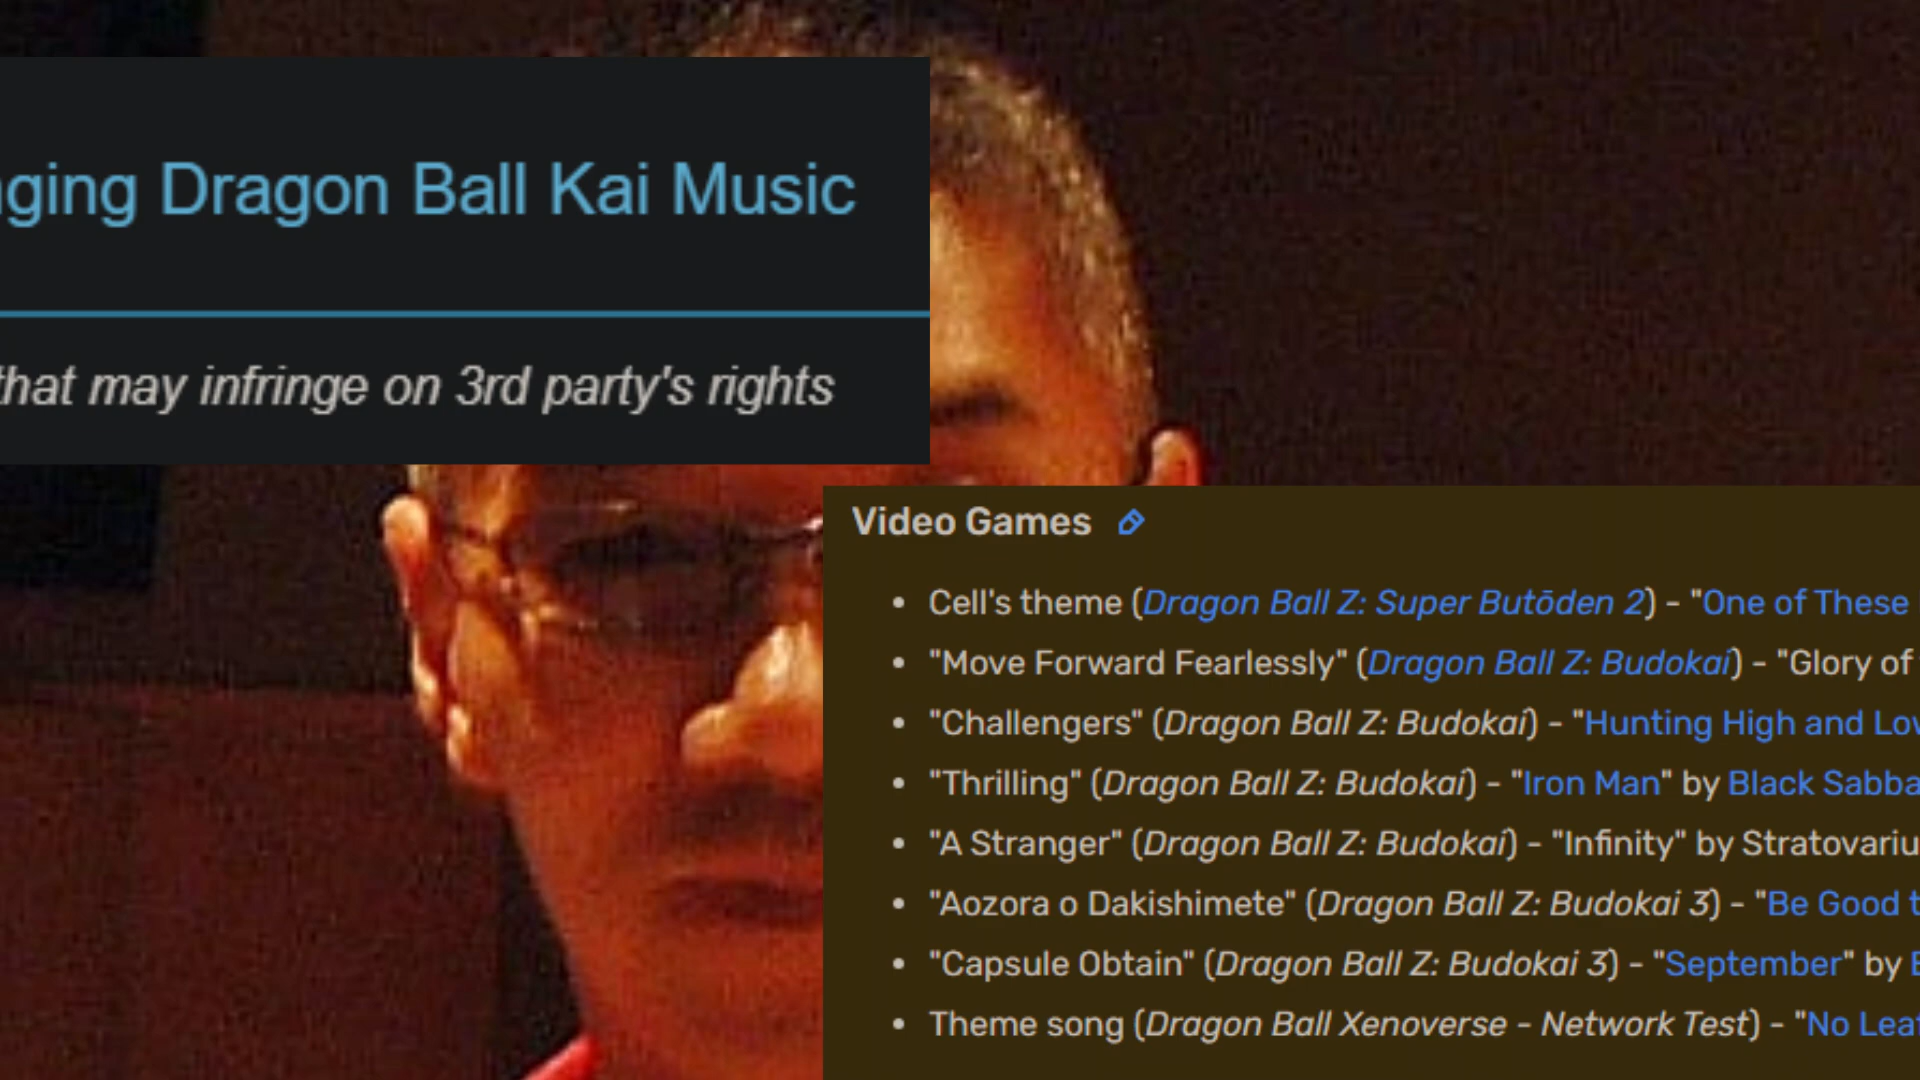 ging Dragon Ball Kai Music
that may infringe on 3rd party's rights
Video Games
Cell's theme (Dragon Ball Z: Super Butōden 2) - "One of These
"Move Forward Fearlessly" (Dragon Ball Z: Budokai) - "Glory of
"Challengers" (Dragon Ball Z: Budokai) - "Hunting High and Low
"Thrilling" (Dragon Ball Z: Budokai) - "Iron Man" by Black Sabba
"A Stranger" (Dragon Ball Z: Budokai) - "Infinity" by Stratovariu
"Aozora o Dakishimete" (Dragon Ball Z: Budokai 3) - "Be Good t
"Capsule Obtain" (Dragon Ball Z: Budokai 3) - "September" by E
Theme song (Dragon Ball Xenoverse - Network Test) - "No Leaf